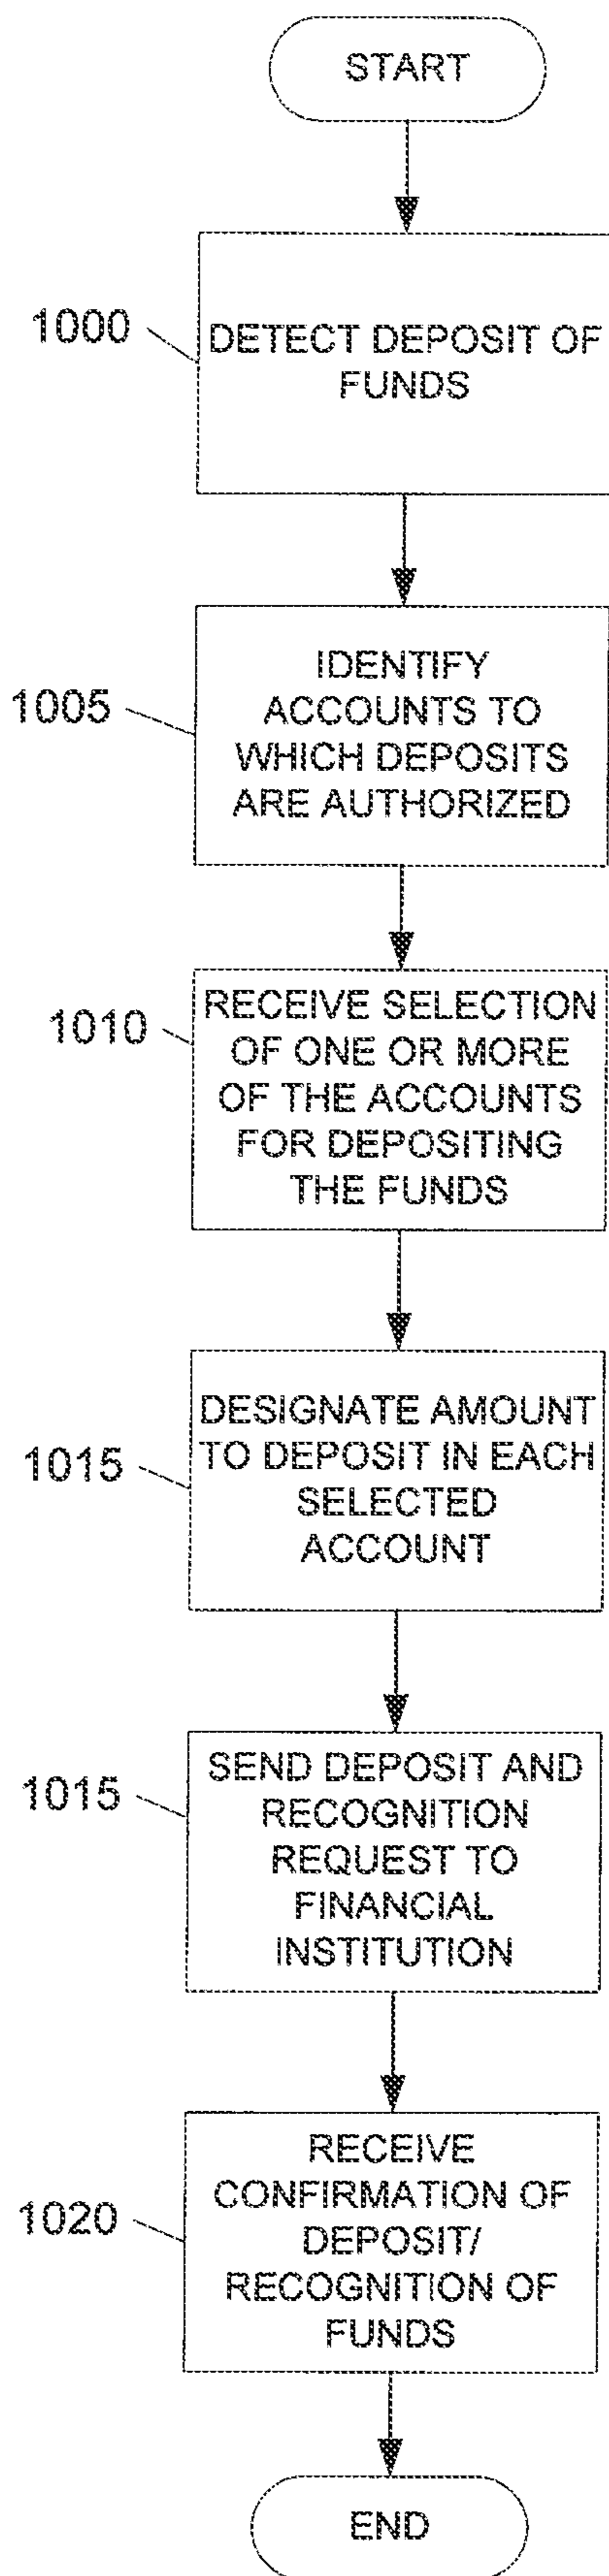 START
1000
DETECT DEPOSIT OF
FUNDS
1005
IDENTIFY
ACCOUNTS TO
WHICH DEPOSITS
ARE AUTHORIZED
1010
RECEIVE SELECTION
OF ONE OR MORE
OF THE ACCOUNTS
FOR DEPOSITING
THE FUNDS
1015
DESIGNATE AMOUNT
TO DEPOSIT IN EACH
SELECTED
ACCOUNT
1015
SEND DEPOSIT AND
RECOGNITION
REQUEST TO
FINANCIAL
INSTITUTION
1020
RECEIVE
CONFIRMATION OF
DEPOSIT/
RECOGNITION OF
FUNDS
END